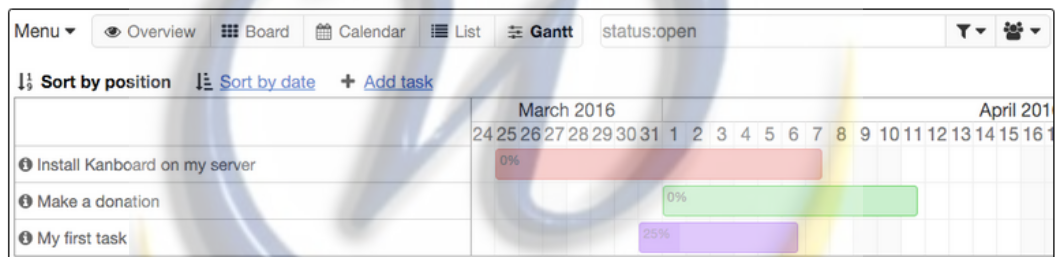 Menu Overview Board Calendar List Gantt status:open
Sort by position Sort by date + Add task
March 2016 April 201
24 25 26 27 28 29 30 31 1 2 3 4 5 6 7 8 9 10 11 12 13 14 15 16 1
Install Kanboard on my server 0%
Make a donation 0%
My first task 25%